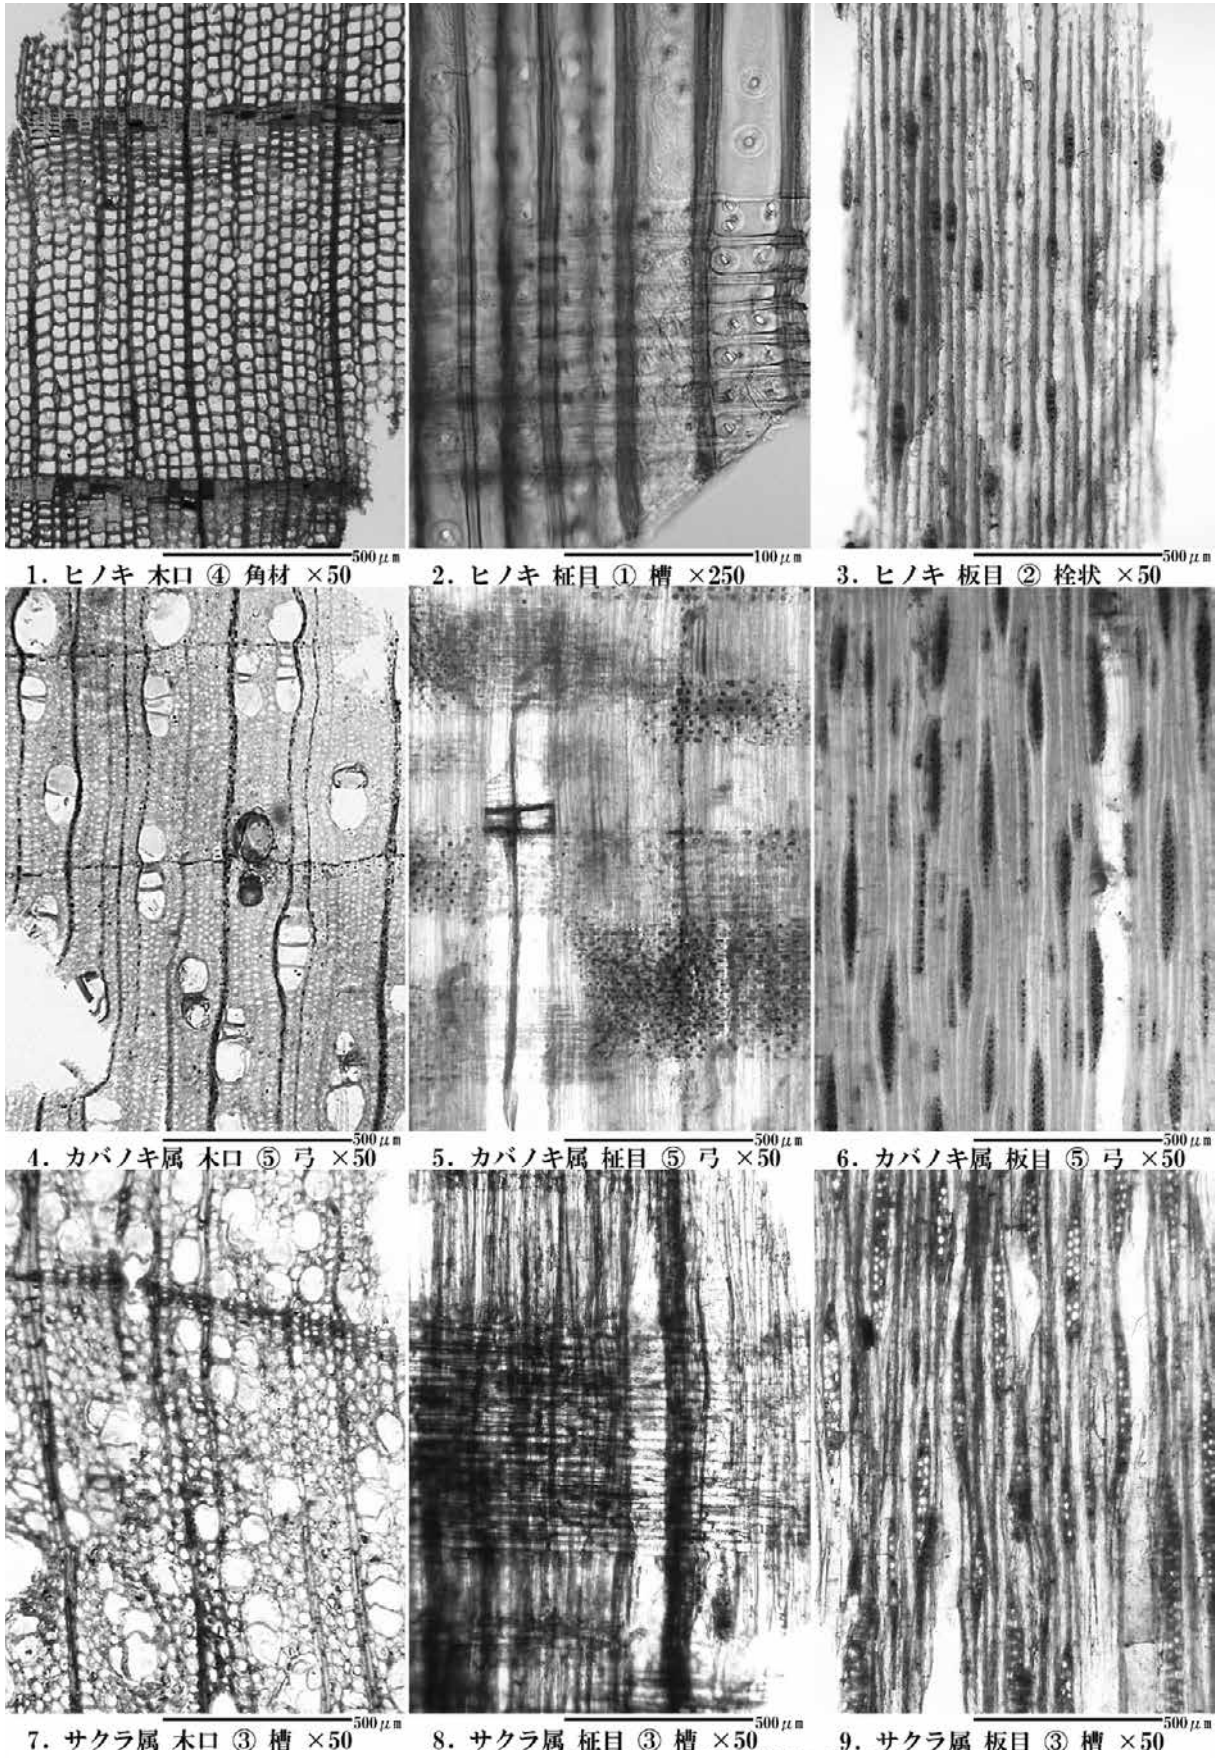 500μm 100μm 500μm
1. ヒノキ 木口 ④ 角材 ×50 2. ヒノキ 柾目 ① 槽 ×250 3. ヒノキ 板目 ② 栓状 ×50
500μm 500μm 500μm
4. カバノキ属 木口 ⑤ 弓 ×50 5. カバノキ属 柾目 ⑤ 弓 ×50 6. カバノキ属 板目 ⑤ 弓 ×50
500μm 500μm 500μm
7. サクラ属 木口 ③ 槽 ×50 8. サクラ属 柾目 ③ 槽 ×50 9. サクラ属 板目 ③ 槽 ×50